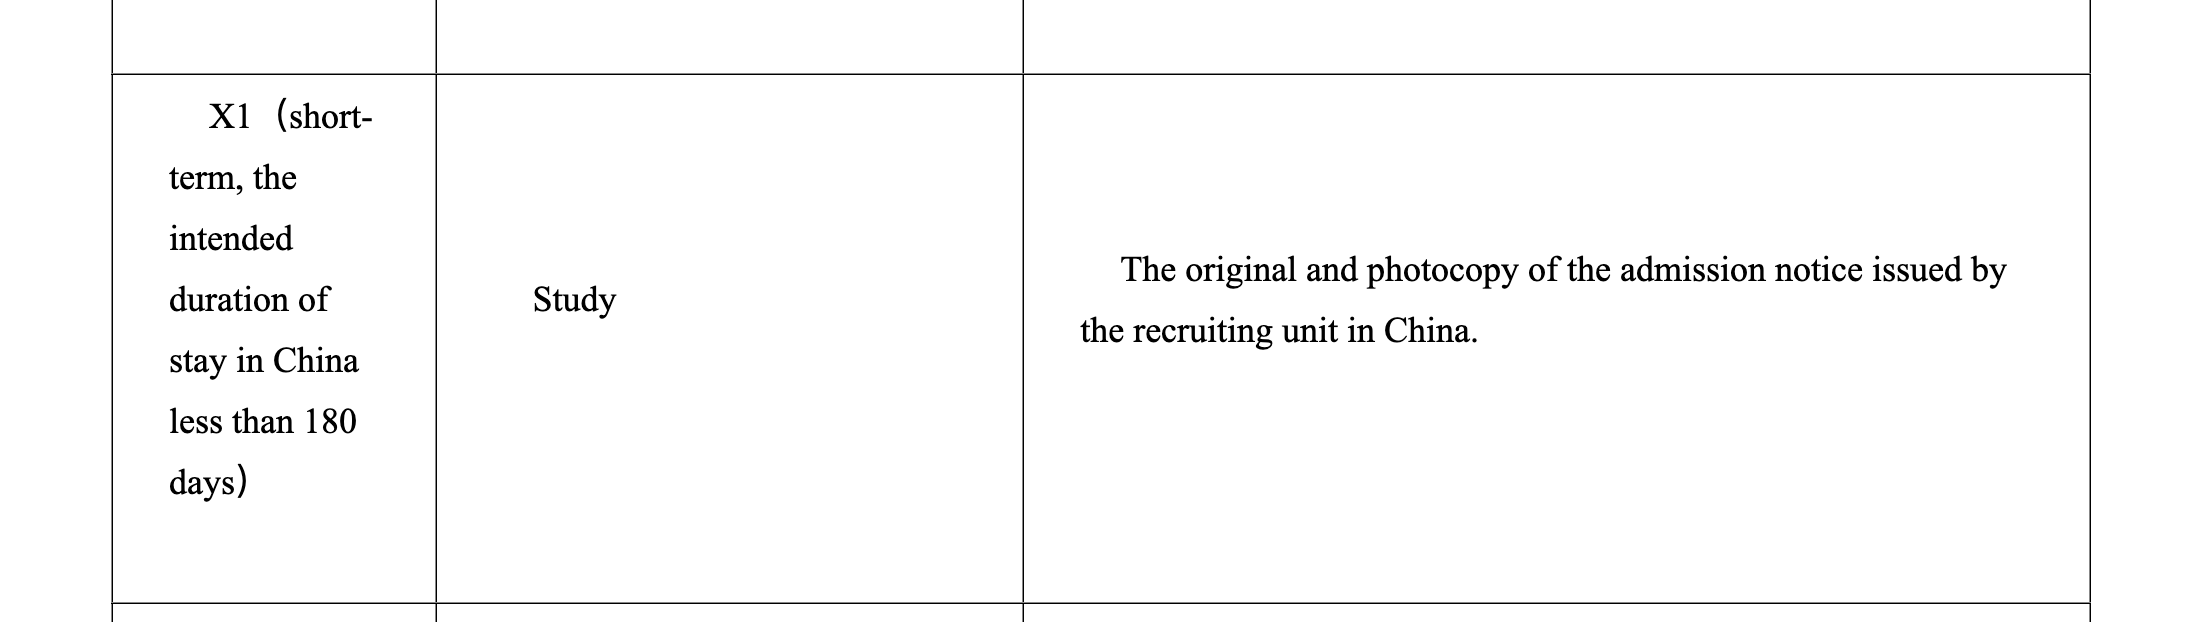 X1（short-
term, the
intended
duration of
stay in China
less than 180
days）
Study
The original and photocopy of the admission notice issued by
the recruiting unit in China.